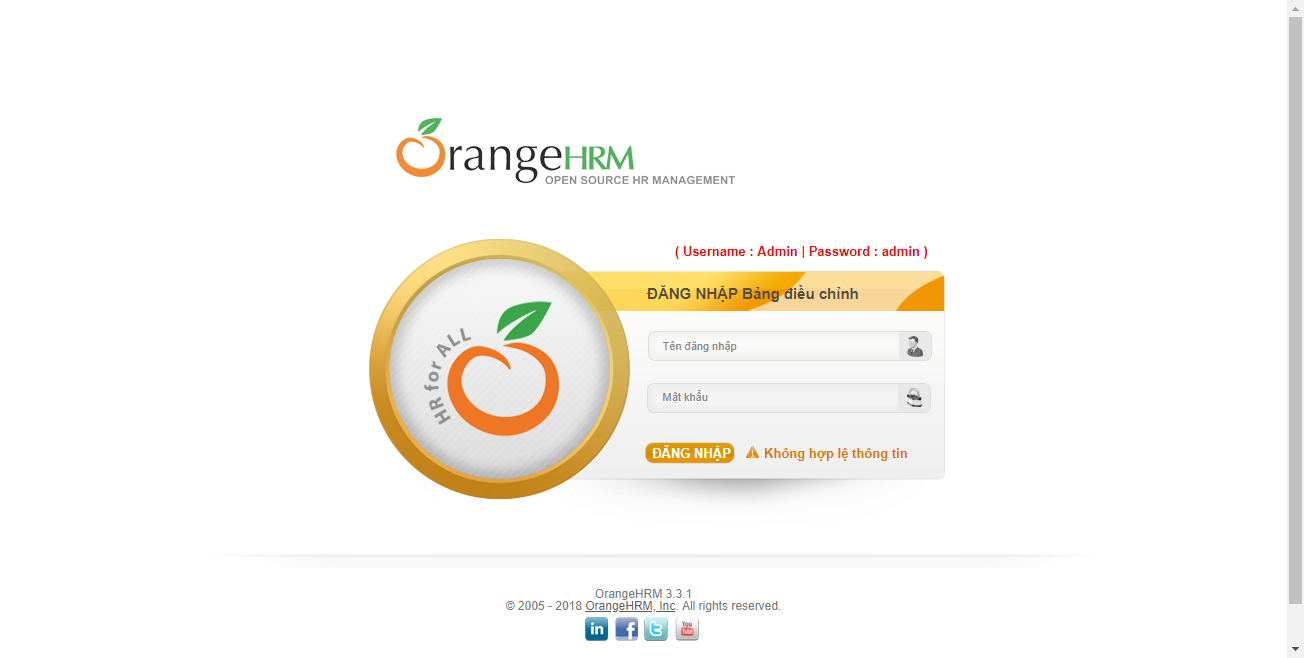 OrangeHRM
OPEN SOURCE HR MANAGEMENT
( Username : Admin | Password : admin )
ĐĂNG NHẬP Bảng điều chỉnh
HR for ALL
Tên đăng nhập
Mật khẩu
ĐĂNG NHẬP Không hợp lệ thông tin
OrangeHRM 3.3.1
© 2005 - 2018 OrangeHRM, Inc. All rights reserved.
in f t You Tube